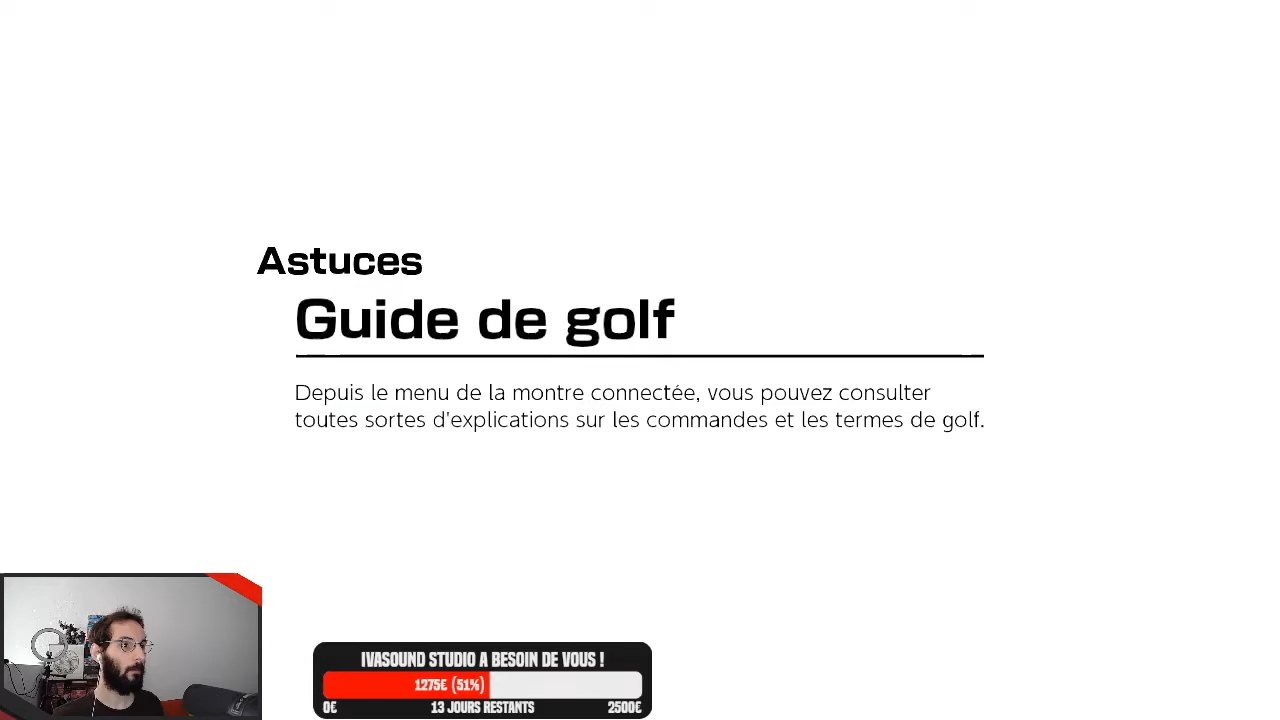 Astuces
Guide de golf
Depuis le menu de la montre connectée, vous pouvez consulter
toutes sortes d'explications sur les commandes et les termes de golf.
IVASOUND STUDIO A BESOIN DE VOUS !
1275€ (51%)
0€ 13 JOURS RESTANTS 2500€